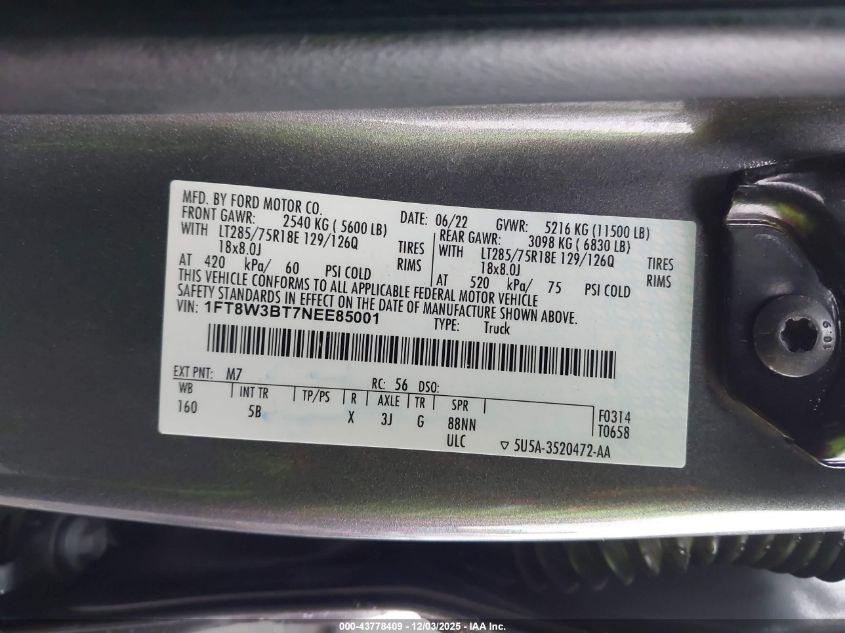 MFD. BY FORD MOTOR CO.
DATE: 06/22 GVWR: 5216 KG (11500 LB)
FRONT GAWR: 2540 KG ( 5600 LB)
WITH LT285/75R18E 129/126Q TIRES
18x8.0J RIMS
AT 420 kPa/ 60 PSI COLD
REAR GAWR: 3098 KG ( 6830 LB)
WITH LT285/75R18E 129/126Q TIRES
18x8.0J RIMS
AT 520 kPa/ 75 PSI COLD
THIS VEHICLE CONFORMS TO ALL APPLICABLE FEDERAL MOTOR VEHICLE
SAFETY STANDARDS IN EFFECT ON THE DATE OF MANUFACTURE SHOWN ABOVE.
VIN: 1FT8W3BT7NEE85001
TYPE: Truck
EXT PNT: M7 RC: 56 DSO:
WB INT TR TP/PS R AXLE TR SPR
160 5B X 3J G 88NN
ULC
F0314
T0658
▽ 5U5A-3520472-AA
10.9
000-43778409 - 12/03/2025 - IAA Inc.